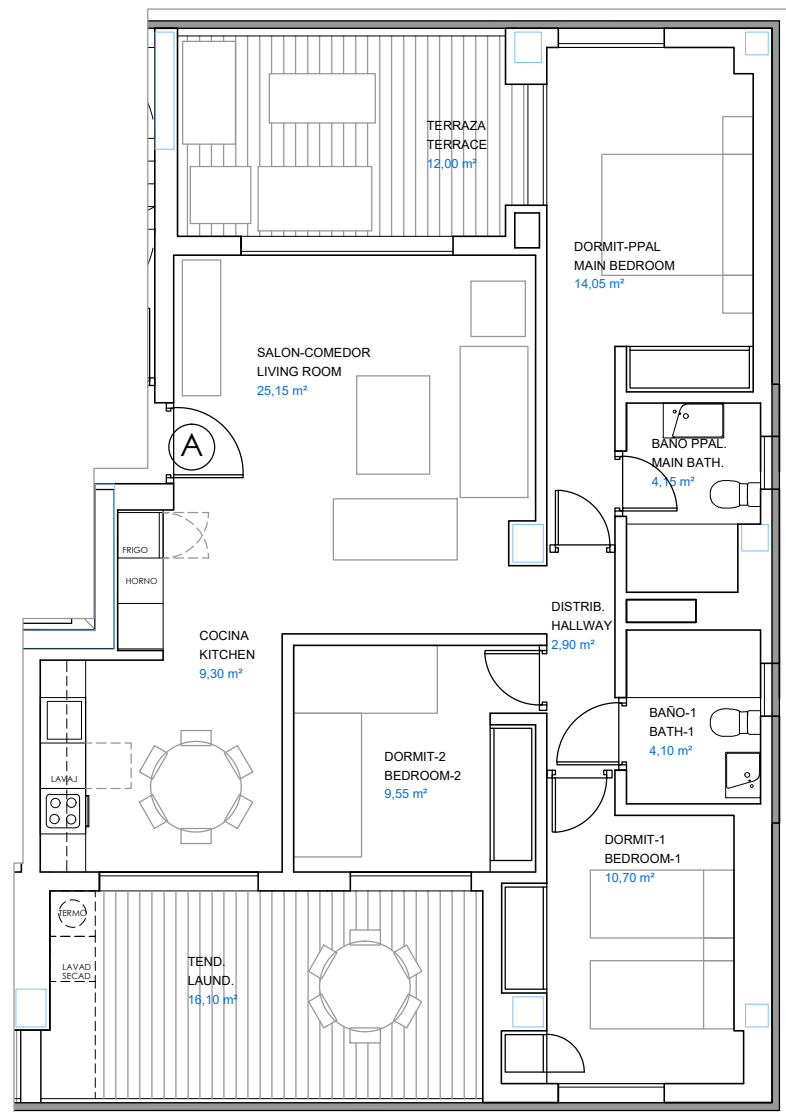 TERRAZA
TERRACE
12,00 m²
DORMIT-PPAL
MAIN BEDROOM
14,05 m²
SALON-COMEDOR
LIVING ROOM
25,15 m²
A
BAÑO PPAL.
MAIN BATH.
4,15 m²
FRIGO
HORNO
DISTRIB.
HALLWAY
2,90 m²
COCINA
KITCHEN
9,30 m²
BAÑO-1
BATH-1
4,10 m²
LAVAJ
DORMIT-2
BEDROOM-2
9,55 m²
DORMIT-1
BEDROOM-1
10,70 m²
TERMO
LAVAD
SECAD
TEND.
LAUND.
16,10 m²